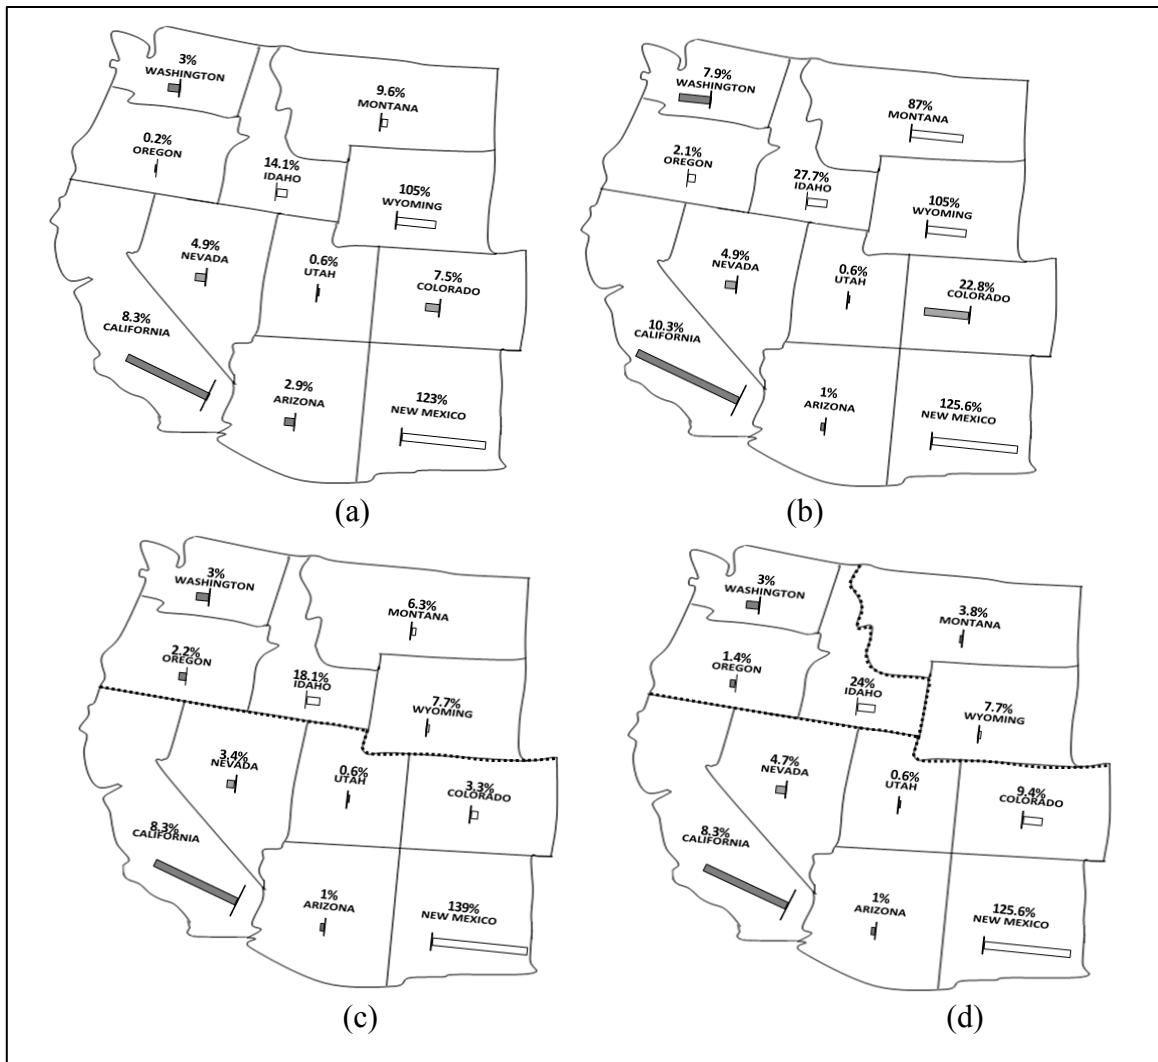 3%
WASHINGTON
9.6%
MONTANA
0.2%
OREGON
14.1%
IDAHO
105%
WYOMING
4.9%
NEVADA
0.6%
UTAH
7.5%
COLORADO
8.3%
CALIFORNIA
2.9%
ARIZONA
123%
NEW MEXICO
(a)
7.9%
WASHINGTON
87%
MONTANA
2.1%
OREGON
27.7%
IDAHO
105%
WYOMING
4.9%
NEVADA
0.6%
UTAH
22.8%
COLORADO
10.3%
CALIFORNIA
1%
ARIZONA
125.6%
NEW MEXICO
(b)
3%
WASHINGTON
6.3%
MONTANA
2.2%
OREGON
18.1%
IDAHO
7.7%
WYOMING
3.4%
NEVADA
0.6%
UTAH
3.3%
COLORADO
8.3%
CALIFORNIA
1%
ARIZONA
139%
NEW MEXICO
(c)
3%
WASHINGTON
3.8%
MONTANA
1.4%
OREGON
24%
IDAHO
7.7%
WYOMING
4.7%
NEVADA
0.6%
UTAH
9.4%
COLORADO
8.3%
CALIFORNIA
1%
ARIZONA
125.6%
NEW MEXICO
(d)